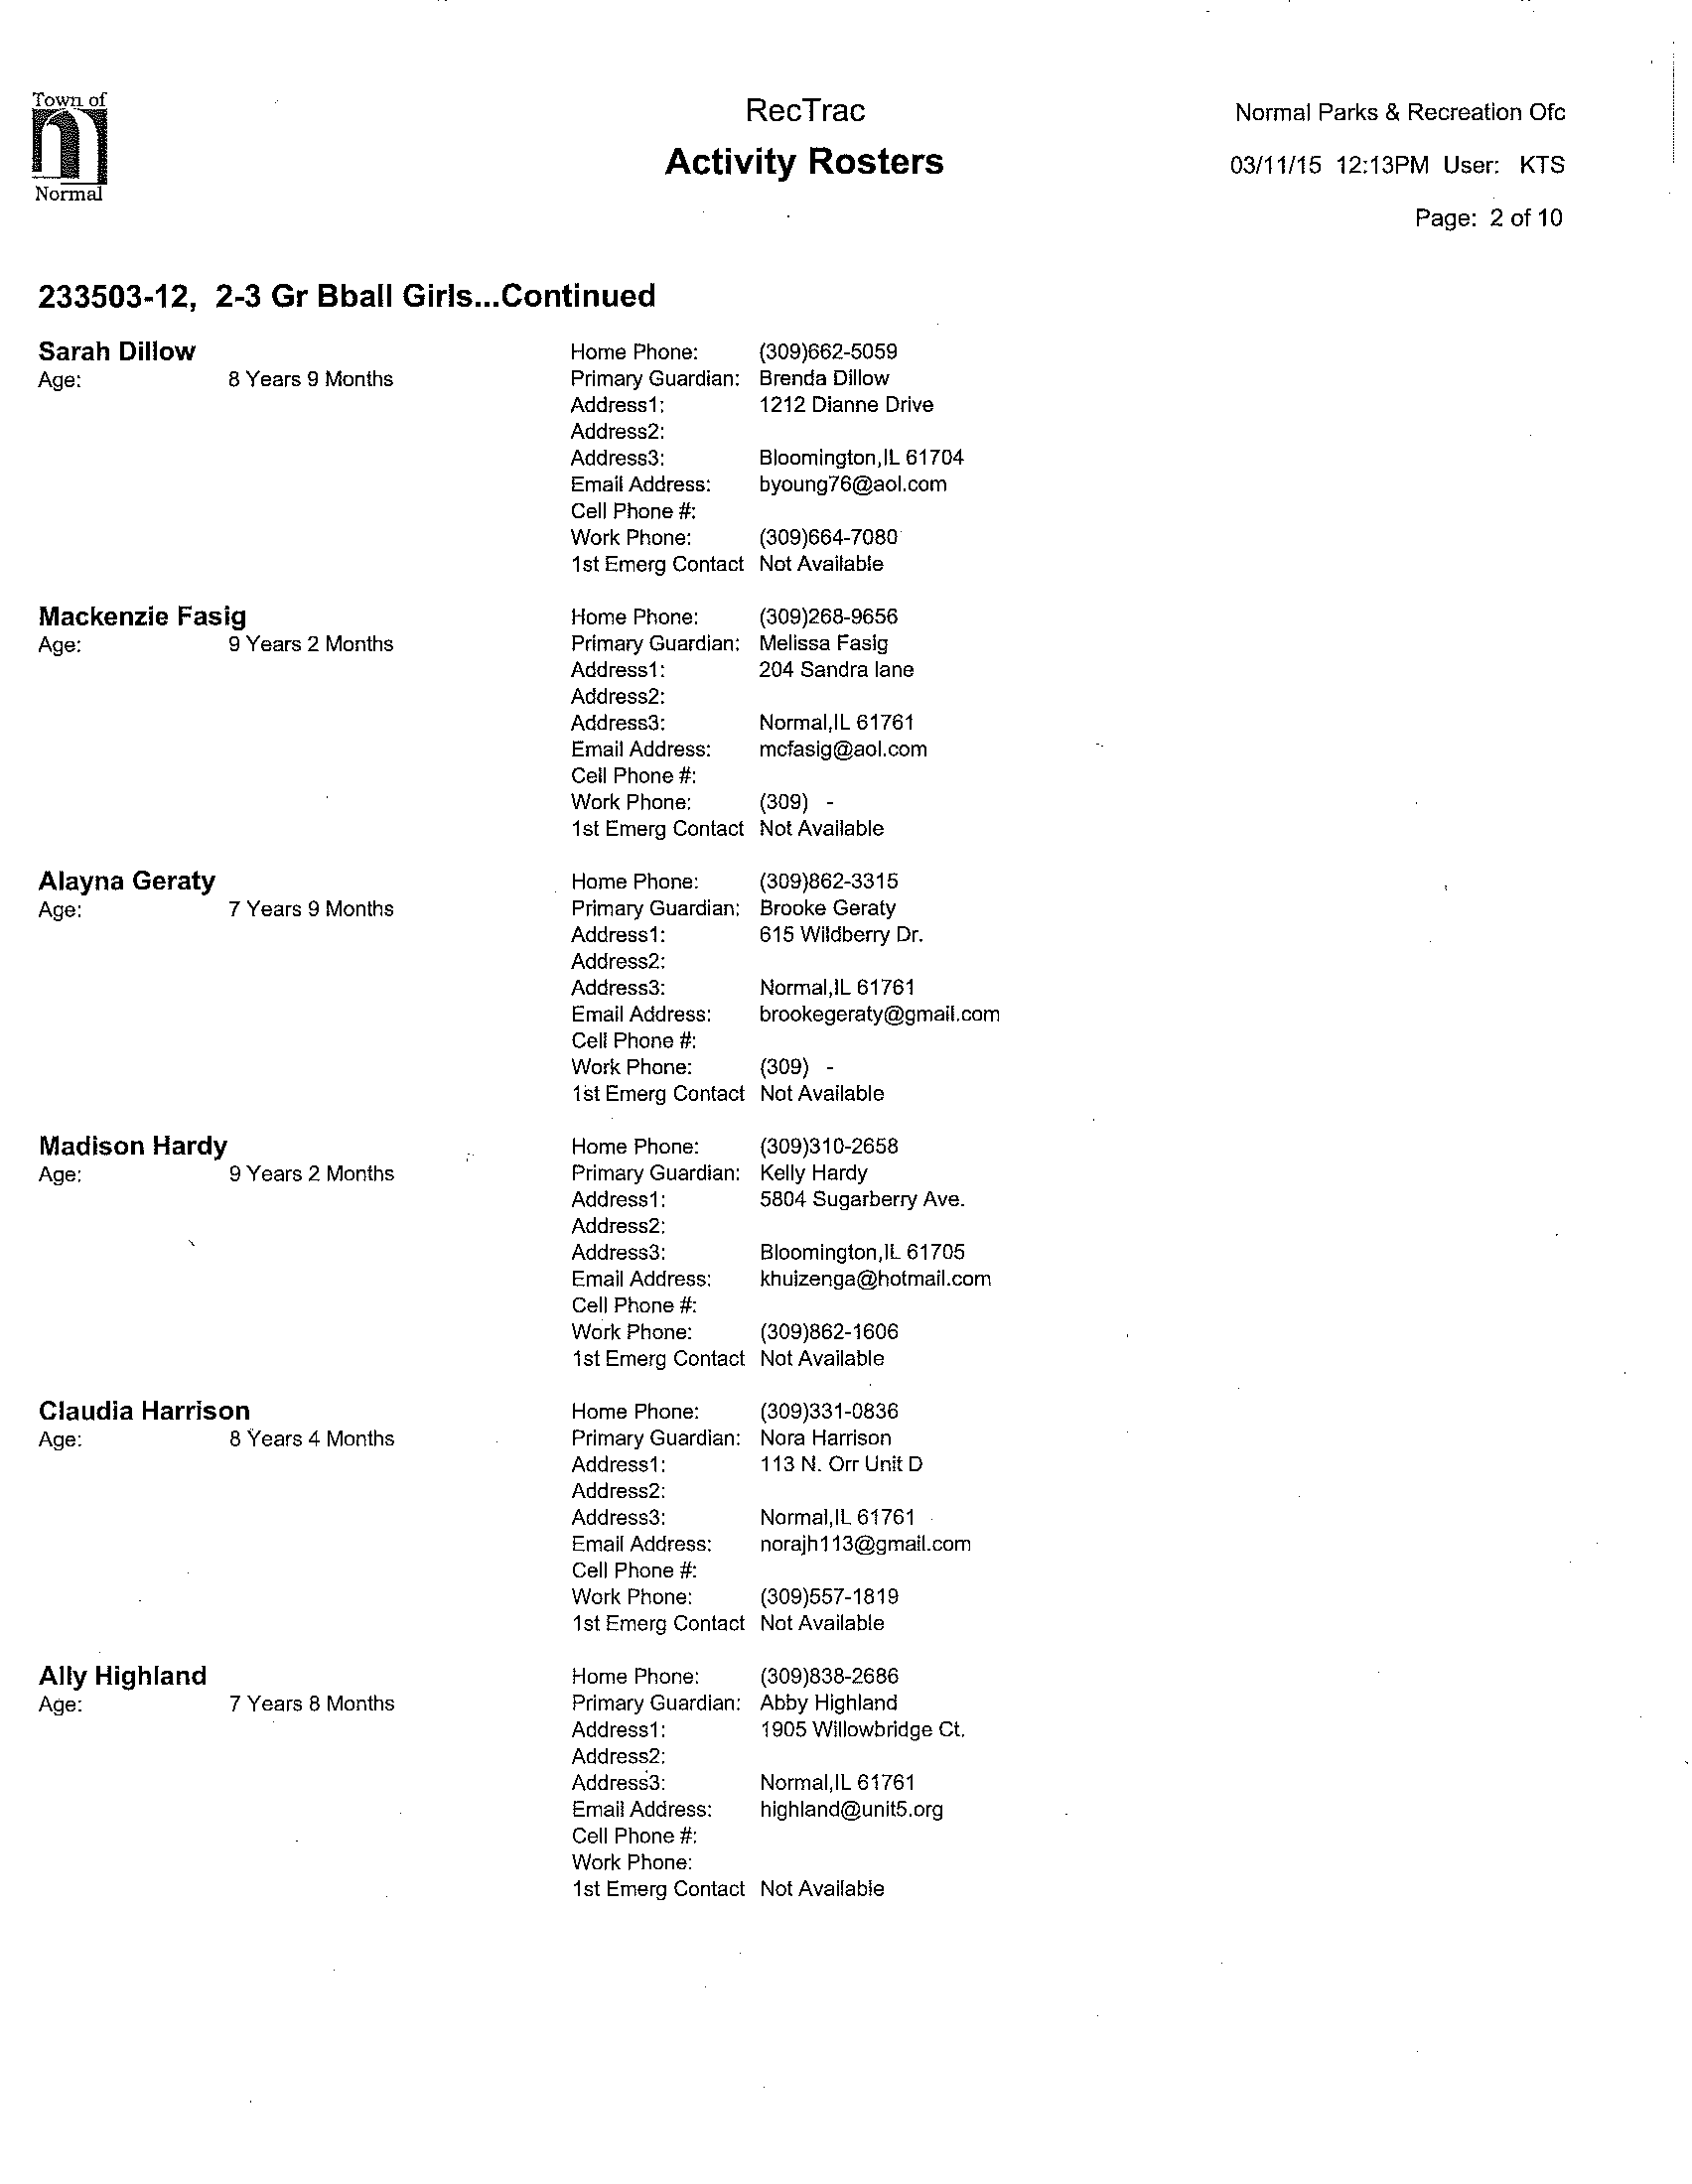 Town of
Normal
RecTrac
Normal Parks & Recreation Ofc
Activity Rosters
03/11/15 12:13PM User: KTS
Page: 2 of 10
233503-12, 2-3 Gr Bball Girls...Continued
Sarah Dillow Home Phone: (309)662-5059
Age: 8 Years 9 Months Primary Guardian: Brenda Dillow
Address1: 1212 Dianne Drive
Address2:
Address3: Bloomington,IL 61704
Email Address: byoung76@aol.com
Cell Phone #:
Work Phone: (309)664-7080
1st Emerg Contact Not Available
Mackenzie Fasig Home Phone: (309)268-9656
Age: 9 Years 2 Months Primary Guardian: Melissa Fasig
Address1: 204 Sandra lane
Address2:
Address3: Normal,IL 61761
Email Address: mcfasig@aol.com
Cell Phone #:
Work Phone: (309) -
1st Emerg Contact Not Available
Alayna Geraty Home Phone: (309)862-3315
Age: 7 Years 9 Months Primary Guardian: Brooke Geraty
Address1: 615 Wildberry Dr.
Address2:
Address3: Normal,IL 61761
Email Address: brookegeraty@gmail.com
Cell Phone #:
Work Phone: (309) -
1st Emerg Contact Not Available
Madison Hardy Home Phone: (309)310-2658
Age: 9 Years 2 Months Primary Guardian: Kelly Hardy
Address1: 5804 Sugarberry Ave.
Address2:
Address3: Bloomington,IL 61705
Email Address: khuizenga@hotmail.com
Cell Phone #:
Work Phone: (309)862-1606
1st Emerg Contact Not Available
Claudia Harrison Home Phone: (309)331-0836
Age: 8 Years 4 Months Primary Guardian: Nora Harrison
Address1: 113 N. Orr Unit D
Address2:
Address3: Normal,IL 61761
Email Address: norajh113@gmail.com
Cell Phone #:
Work Phone: (309)557-1819
1st Emerg Contact Not Available
Ally Highland Home Phone: (309)838-2686
Age: 7 Years 8 Months Primary Guardian: Abby Highland
Address1: 1905 Willowbridge Ct.
Address2:
Address3: Normal,IL 61761
Email Address: highland@unit5.org
Cell Phone #:
Work Phone:
1st Emerg Contact Not Available